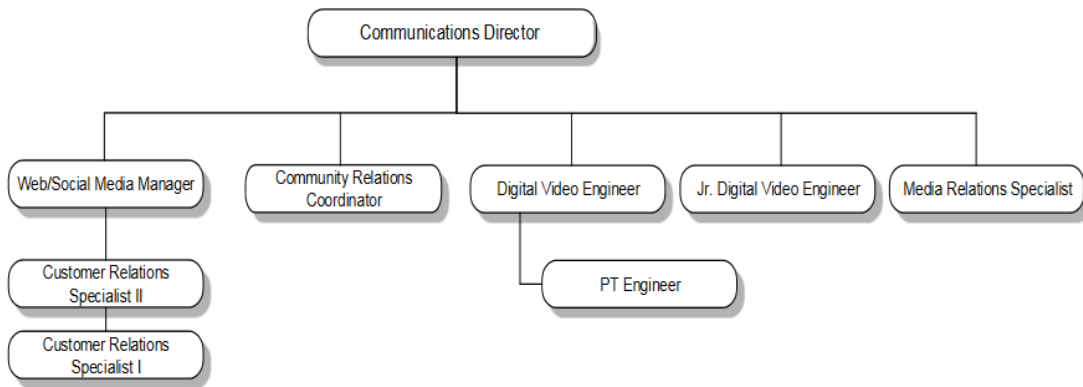 Communications Director
Web/Social Media Manager
Community Relations
Coordinator
Digital Video Engineer
Jr. Digital Video Engineer
Media Relations Specialist
Customer Relations
Specialist II
PT Engineer
Customer Relations
Specialist I